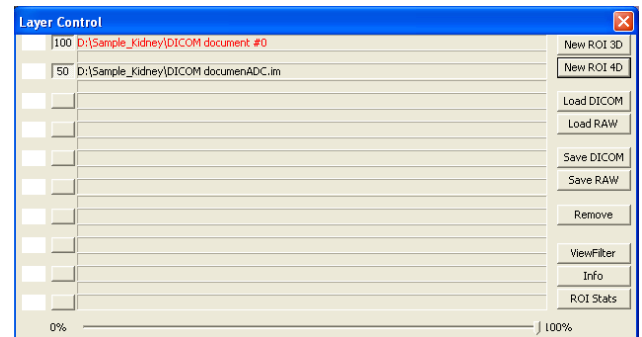 Layer Control
100 D:\Sample_Kidney\DICOM document #0
New ROI 3D
50 D:\Sample_Kidney\DICOM documenADC.im
New ROI 4D
Load DICOM
Load RAW
Save DICOM
Save RAW
Remove
ViewFilter
Info
ROI Stats
0% 100%